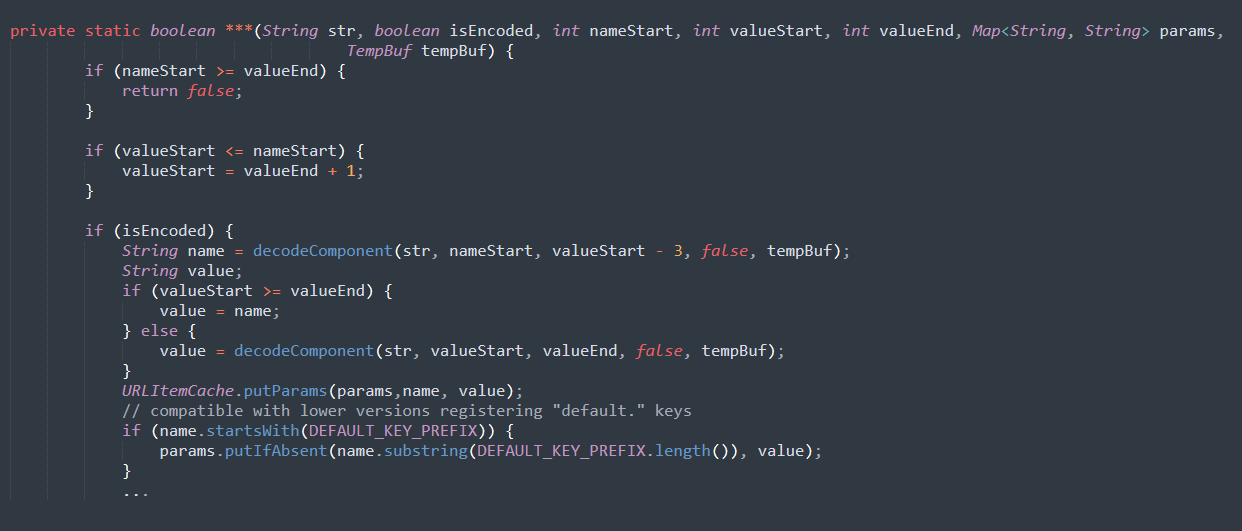 private static boolean ***(String str, boolean isEncoded, int nameStart, int valueStart, int valueEnd, Map<String, String> params,
                                    TempBuf tempBuf) {
        if (nameStart >= valueEnd) {
            return false;
        }

        if (valueStart <= nameStart) {
            valueStart = valueEnd + 1;
        }

        if (isEncoded) {
            String name = decodeComponent(str, nameStart, valueStart - 3, false, tempBuf);
            String value;
            if (valueStart >= valueEnd) {
                value = name;
            } else {
                value = decodeComponent(str, valueStart, valueEnd, false, tempBuf);
            }
            URLItemCache.putParams(params,name, value);
            // compatible with lower versions registering "default." keys
            if (name.startsWith(DEFAULT_KEY_PREFIX)) {
                params.putIfAbsent(name.substring(DEFAULT_KEY_PREFIX.length()), value);
            }
            ...